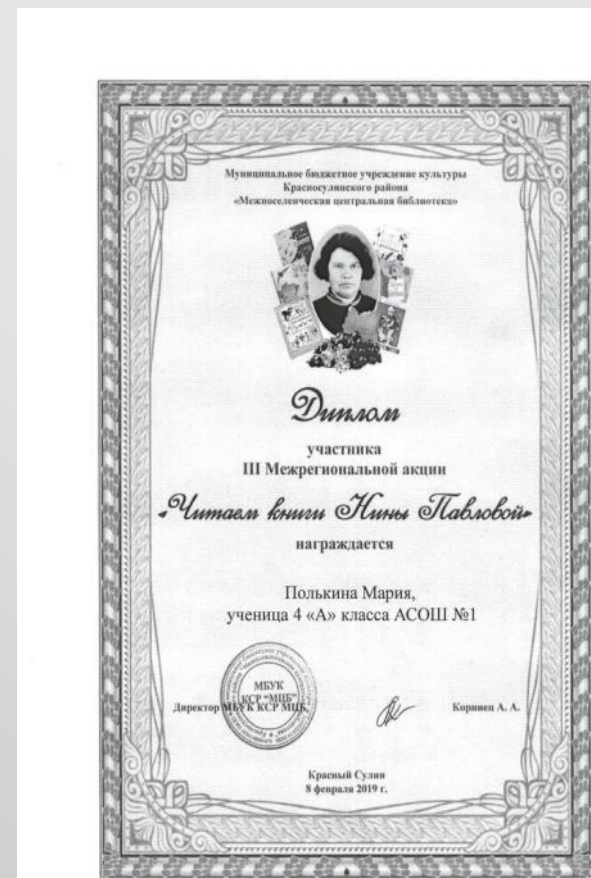 Муниципальное бюджетное учреждение культуры
Красносулинского района
«Межпоселенческая центральная библиотека»
Диплом
участника
III Межрегиональной акции
«Читаем книги Нины Павловой»
награждается
Полькина Мария,
ученица 4 «А» класса АСОШ №1
МБУК
КСР "МЦБ"
Директор МБУК КСР МЦБ
Корниец А. А.
Красный Сулин
8 февраля 2019 г.